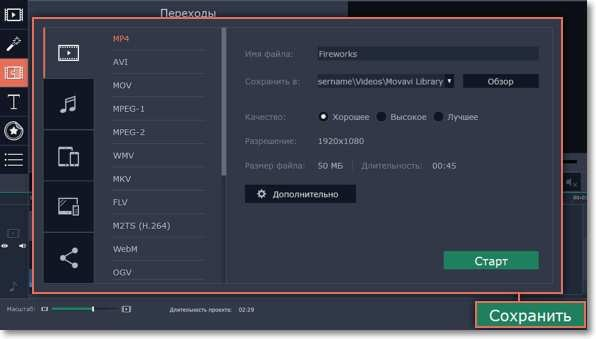 Переходы
MP4
AVI
MOV
MPEG-1
MPEG-2
WMV
MKV
FLV
M2TS (H.264)
WebM
OGV
Имя файла: Fireworks
Сохранить в: sername\Videos\Movavi Library Обзор
Качество: Хорошее Высокое Лучшее
Разрешение: 1920x1080
Размер файла: 50 МБ Длительность: 00:45
Дополнительно
Старт
Масштаб: Длительность проекта: 02:29
Сохранить